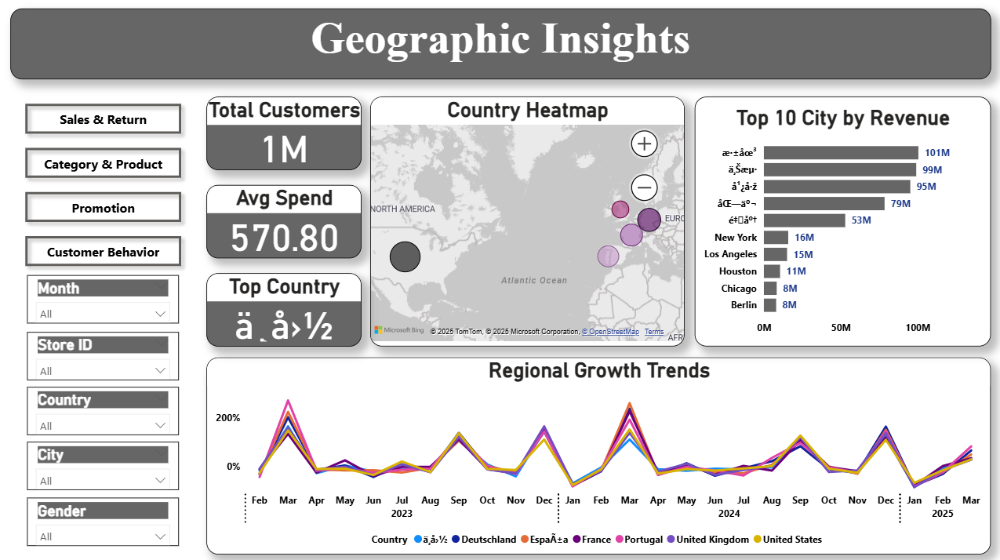 Geographic Insights
Sales & Return
Category & Product
Promotion
Customer Behavior
Month
All
Store ID
All
Country
All
City
All
Gender
All
Total Customers
1M
Avg Spend
570.80
Top Country
ä¸­å›½
Country Heatmap
NORTH AMERICA
EURO
Atlantic Ocean
AFR
Microsoft Bing
© 2025 TomTom, © 2025 Microsoft Corporation, © OpenStreetMap Terms
Top 10 City by Revenue
æ·±åœ³ 101M
ä¸Šæµ· 99M
å¹¿å·ž 95M
åŒ—äº¬ 79M
é‡□åº† 53M
New York 16M
Los Angeles 15M
Houston 11M
Chicago 8M
Berlin 8M
0M 50M 100M
Regional Growth Trends
200%
0%
Feb Mar Apr May Jun Jul Aug Sep Oct Nov Dec Jan Feb Mar Apr May Jun Jul Aug Sep Oct Nov Dec Jan Feb Mar
2023 2024 2025
Country ä¸­å›½ Deutschland EspaÃ±a France Portugal United Kingdom United States